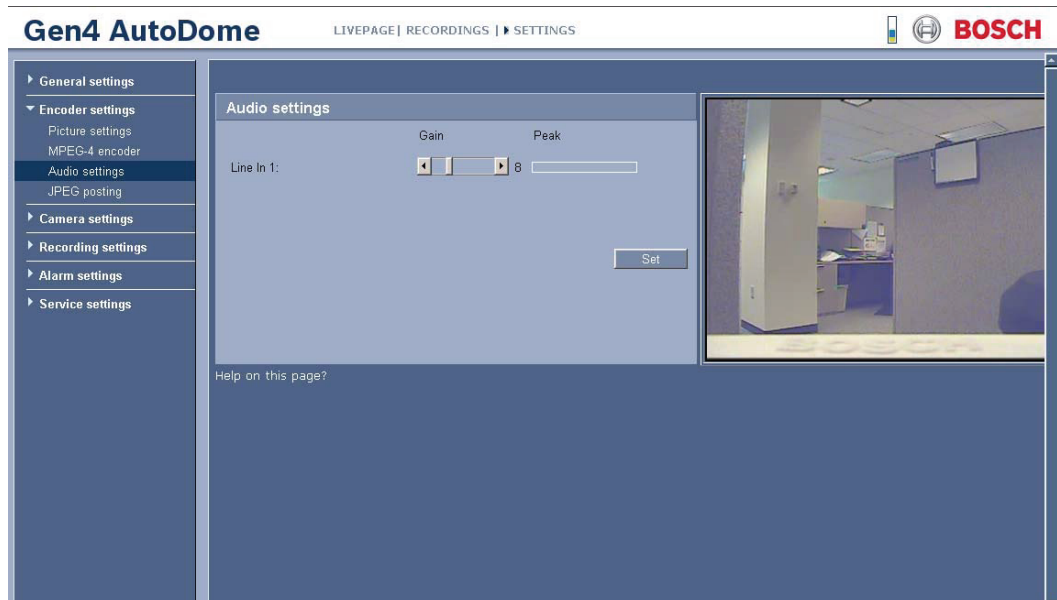 Gen4 AutoDome
LIVEPAGE| RECORDINGS | SETTINGS
BOSCH
General settings
Encoder settings
Picture settings
MPEG-4 encoder
Audio settings
JPEG posting
Camera settings
Recording settings
Alarm settings
Service settings
Audio settings
Gain Peak
Line In 1: 8
Set
BOSCH
Help on this page?